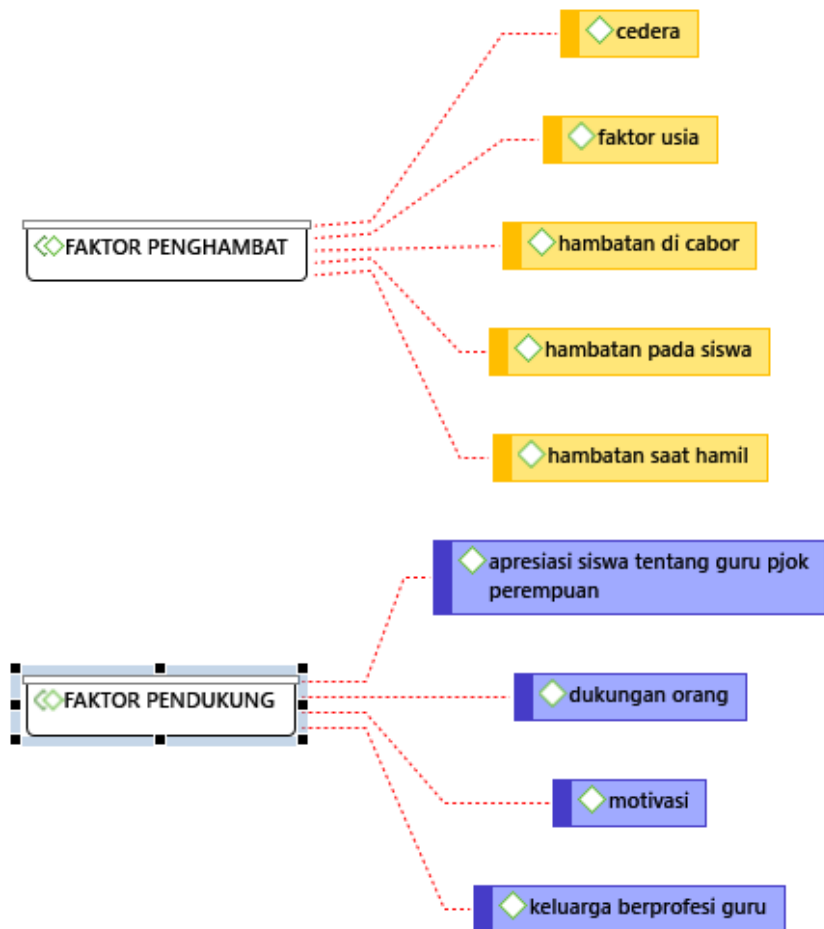 cedera
faktor usia
FAKTOR PENGHAMBAT
hambatan di cabor
hambatan pada siswa
hambatan saat hamil
apresiasi siswa tentang guru pjok
perempuan
FAKTOR PENDUKUNG
dukungan orang
motivasi
keluarga berprofesi guru